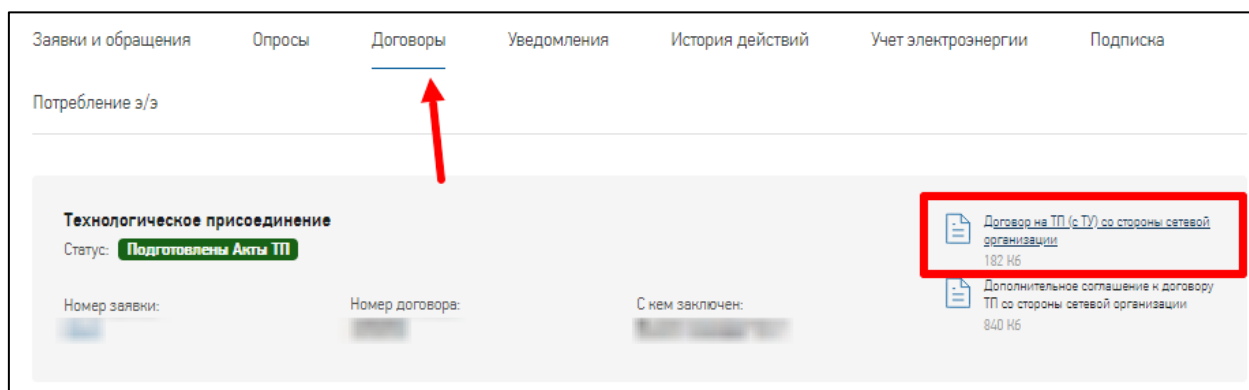 Заявки и обращения Опросы Договоры Уведомления История действий Учет электроэнергии Подписка
Потребление э/э
Технологическое присоединение
Статус: Подготовлены Акты ТП
Номер заявки: Номер договора: С кем заключен:
Договор на ТП (с ТУ) со стороны сетевой
организации
182 Кб
Дополнительное соглашение к договору
ТП со стороны сетевой организации
840 Кб